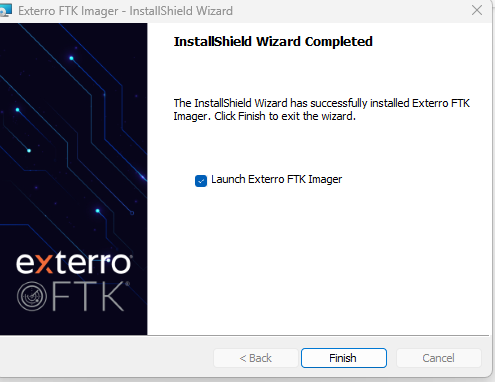 Exterro FTK Imager - InstallShield Wizard
InstallShield Wizard Completed
The InstallShield Wizard has successfully installed Exterro FTK
Imager. Click Finish to exit the wizard.
Launch Exterro FTK Imager
exterro
FTK®
< Back
Finish
Cancel